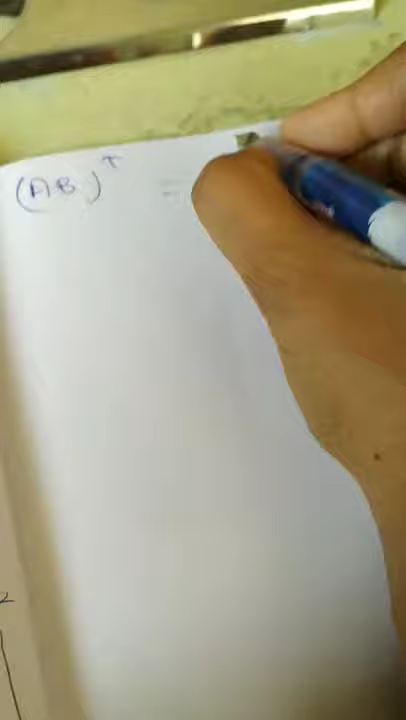 (AB)ᵀ =